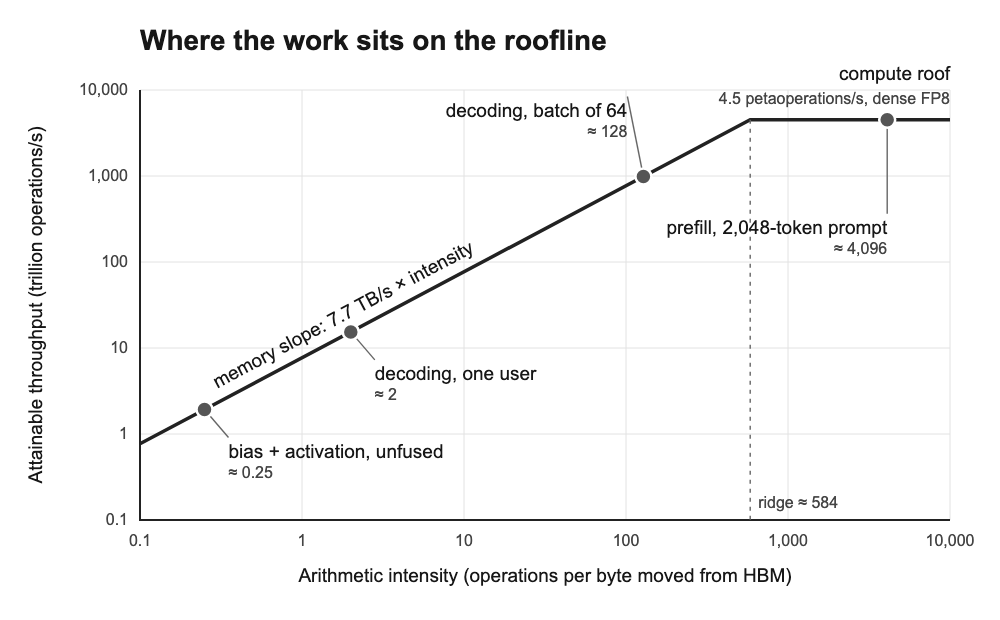 Where the work sits on the roofline
compute roof
4.5 petaoperations/s, dense FP8
decoding, batch of 64
≈ 128
prefill, 2,048-token prompt
≈ 4,096
memory slope: 7.7 TB/s × intensity
decoding, one user
≈ 2
bias + activation, unfused
≈ 0.25
ridge ≈ 584
Attainable throughput (trillion operations/s)
10,000
1,000
100
10
1
0.1
0.1
1
10
100
1,000
10,000
Arithmetic intensity (operations per byte moved from HBM)